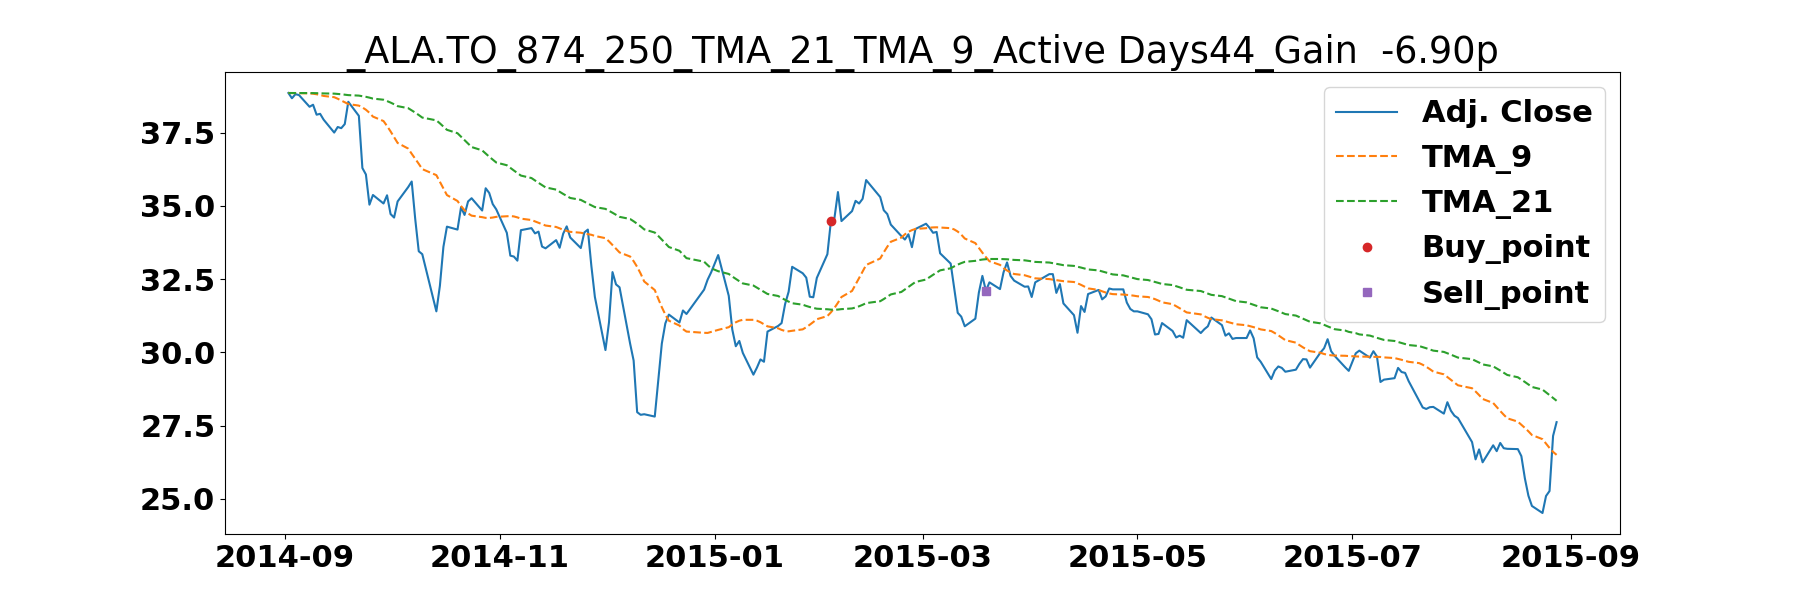 _ALA.TO_874_250_TMA_21_TMA_9_Active Days44_Gain  -6.90p
37.5
35.0
32.5
30.0
27.5
25.0
Adj. Close
TMA_9
TMA_21
Buy_point
Sell_point
2014-09 2014-11 2015-01 2015-03 2015-05 2015-07 2015-09